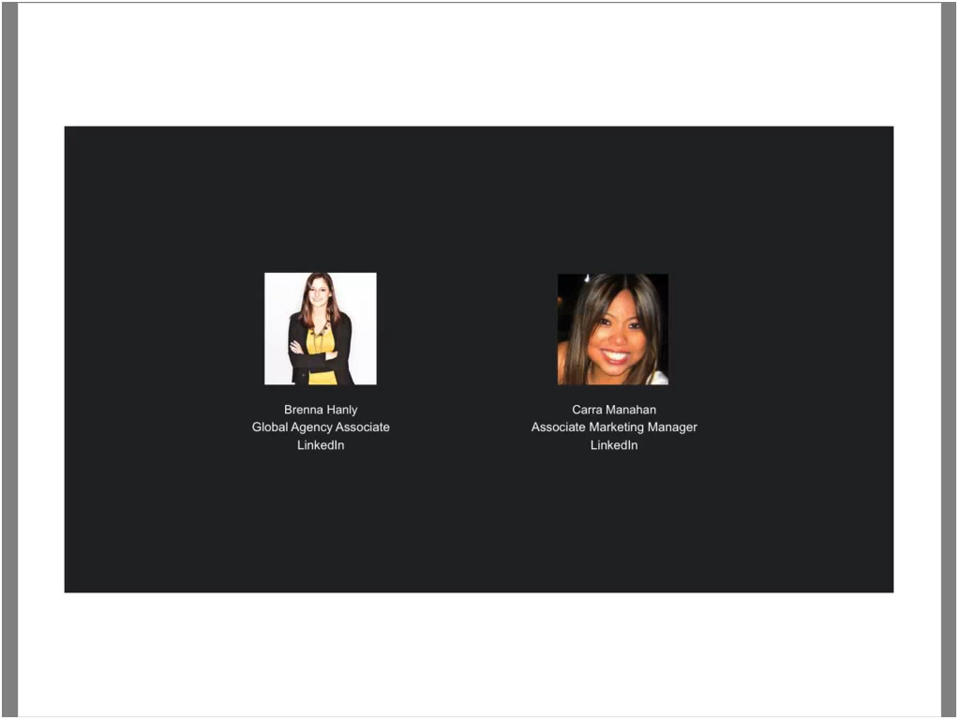 Brenna Hanly
Global Agency Associate
LinkedIn
Carra Manahan
Associate Marketing Manager
LinkedIn